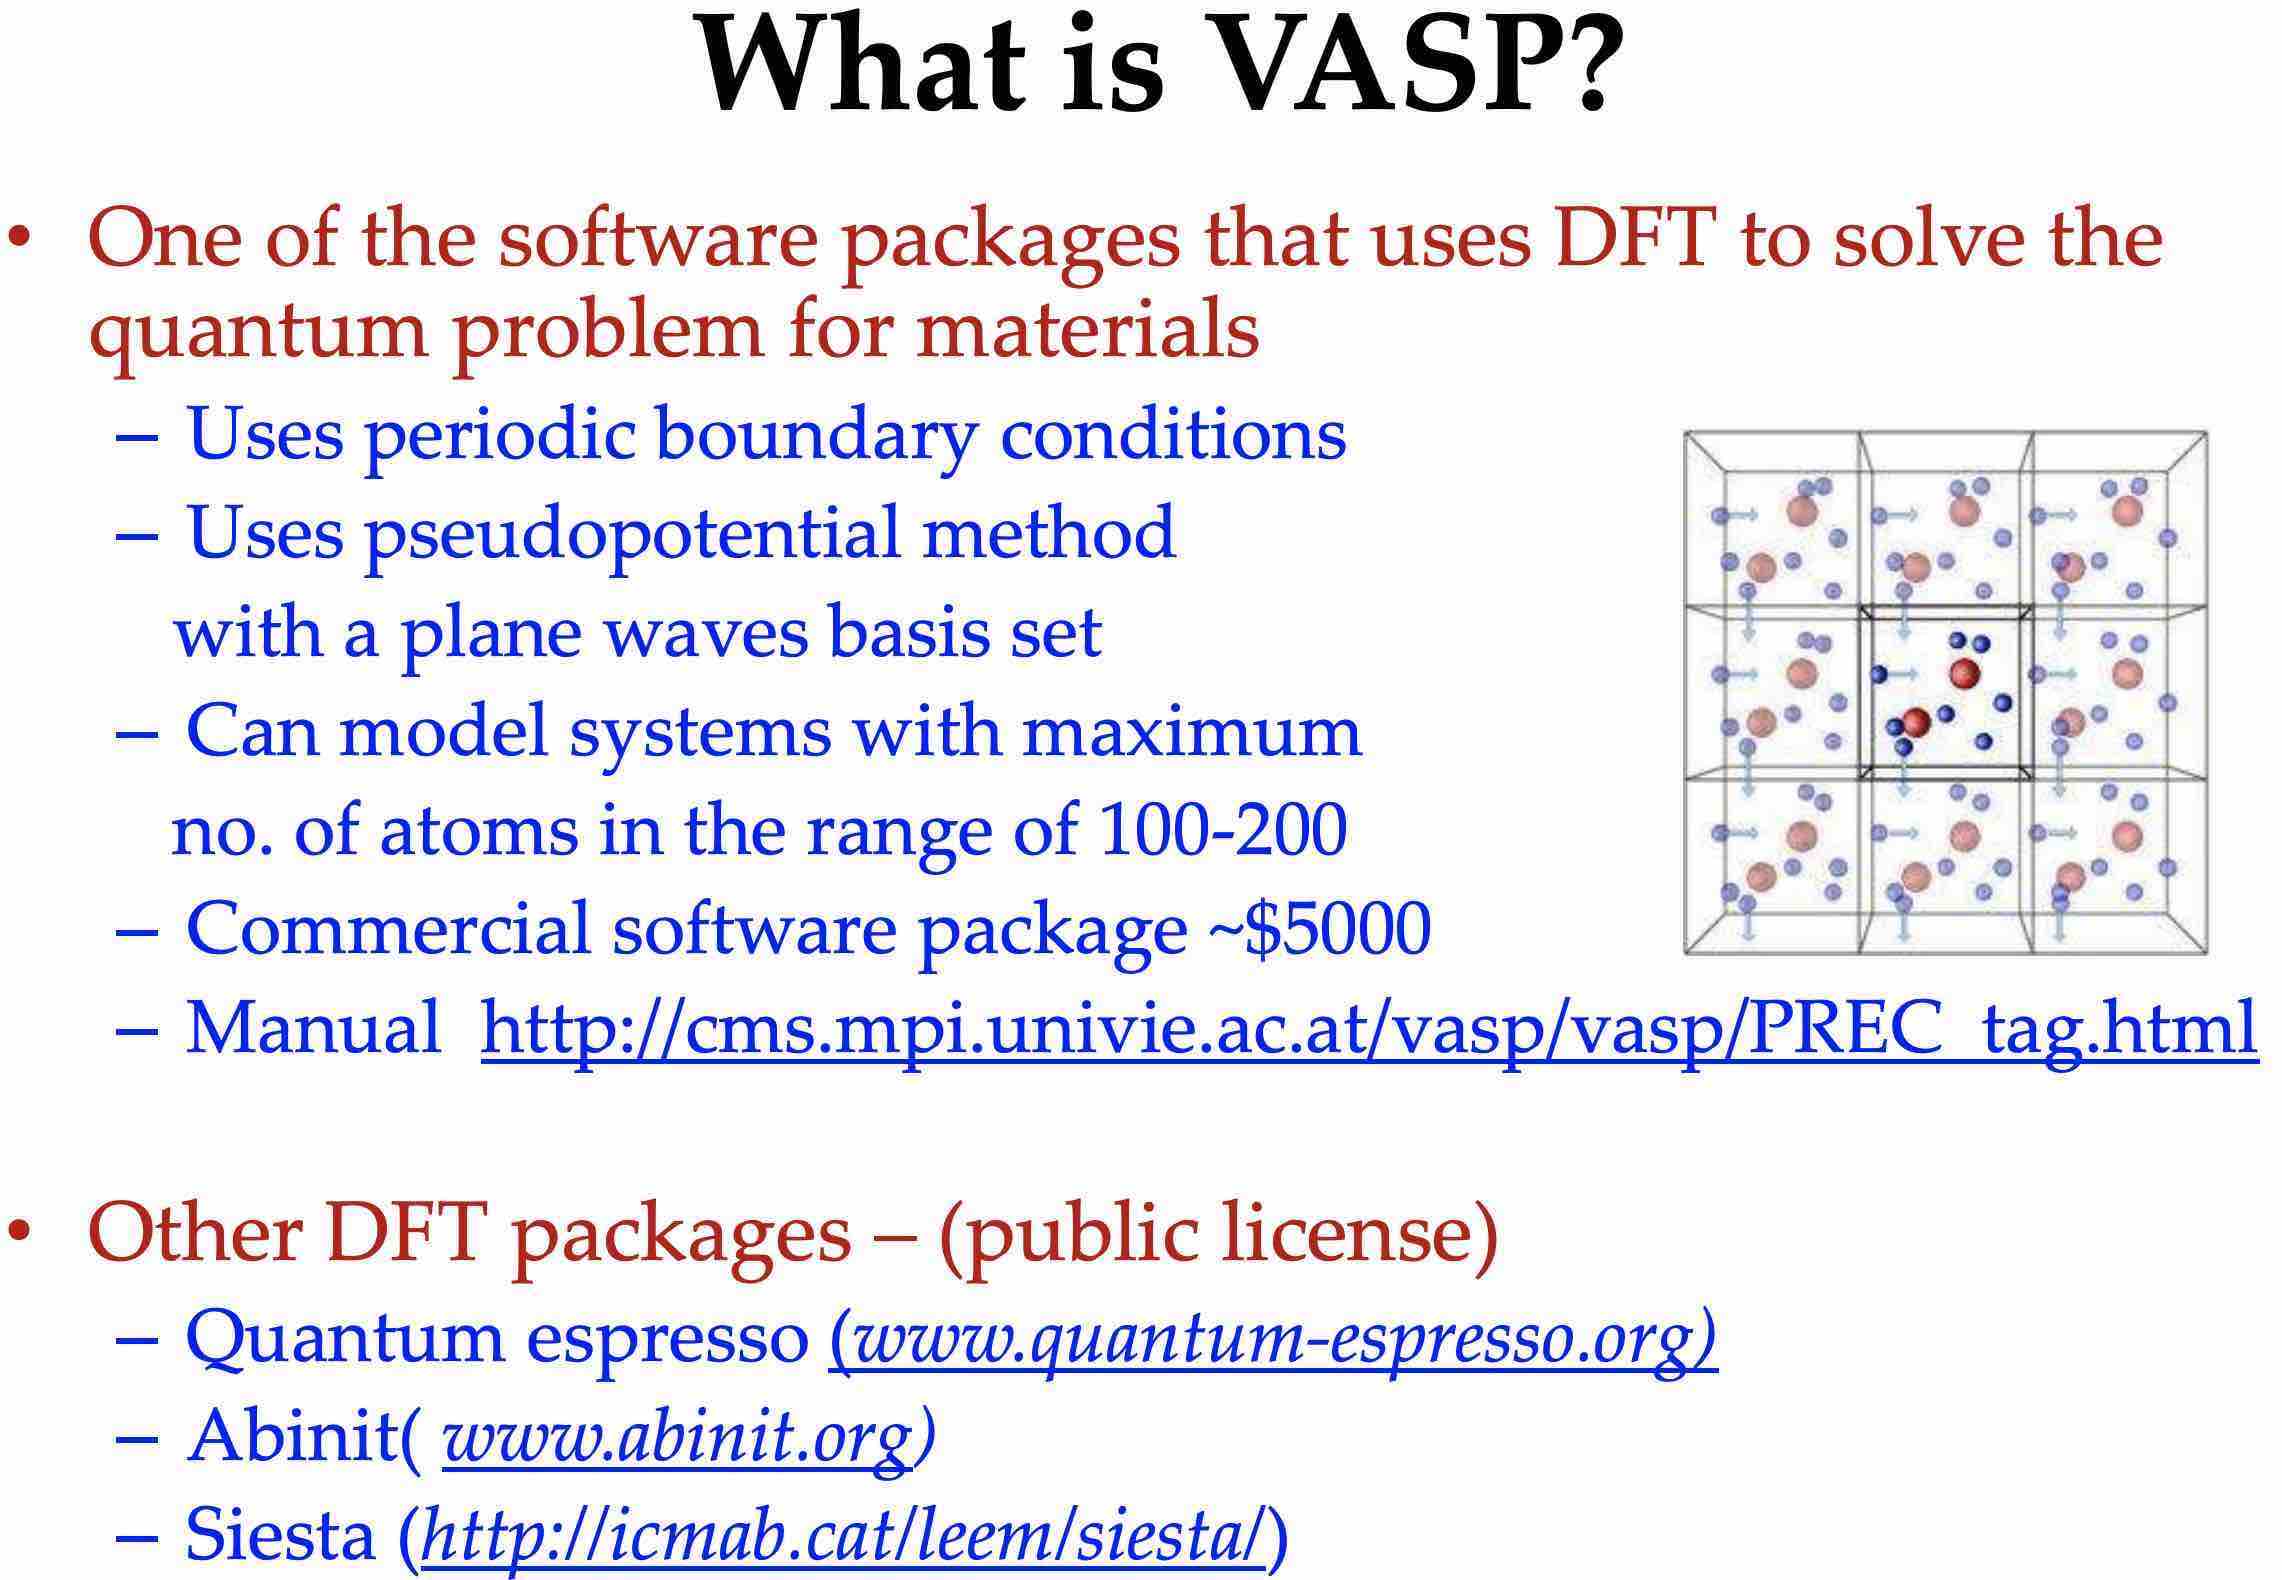 What is VASP?
• One of the software packages that uses DFT to solve the
quantum problem for materials
– Uses periodic boundary conditions
– Uses pseudopotential method
with a plane waves basis set
– Can model systems with maximum
no. of atoms in the range of 100-200
– Commercial software package ~$5000
– Manual http://cms.mpi.univie.ac.at/vasp/vasp/PREC_tag.html
• Other DFT packages – (public license)
– Quantum espresso (www.quantum-espresso.org)
– Abinit( www.abinit.org)
– Siesta (http://icmab.cat/leem/siesta/)